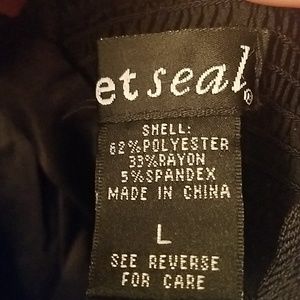 et seal®
SHELL:
62%POLYESTER
33%RAYON
5%SPANDEX
MADE IN CHINA
L
SEE REVERSE
FOR CARE